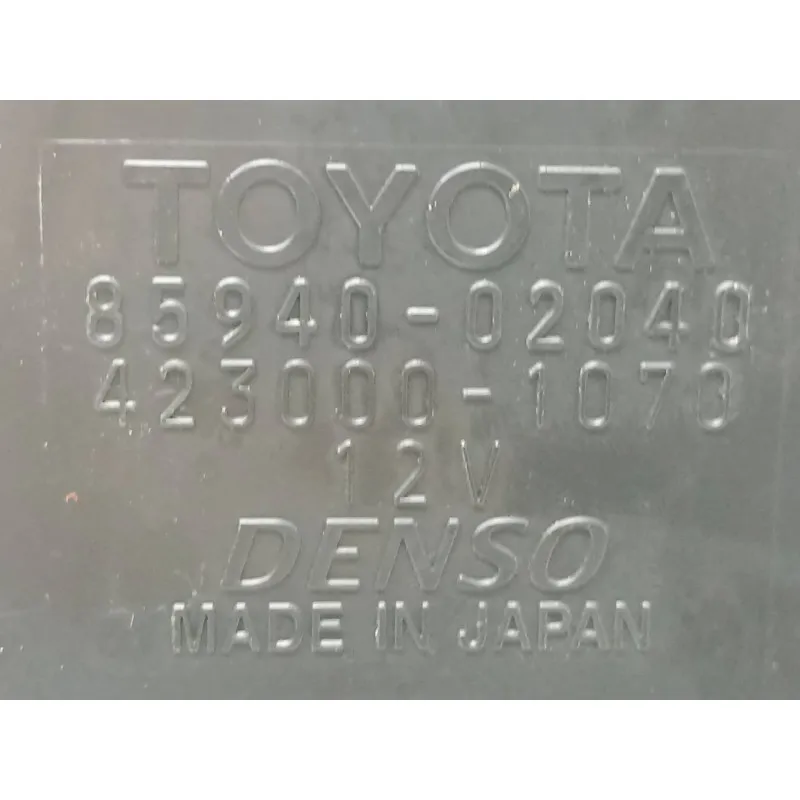 TOYOTA
85940-02040
423000-1070
12V
DENSO
MADE IN JAPAN